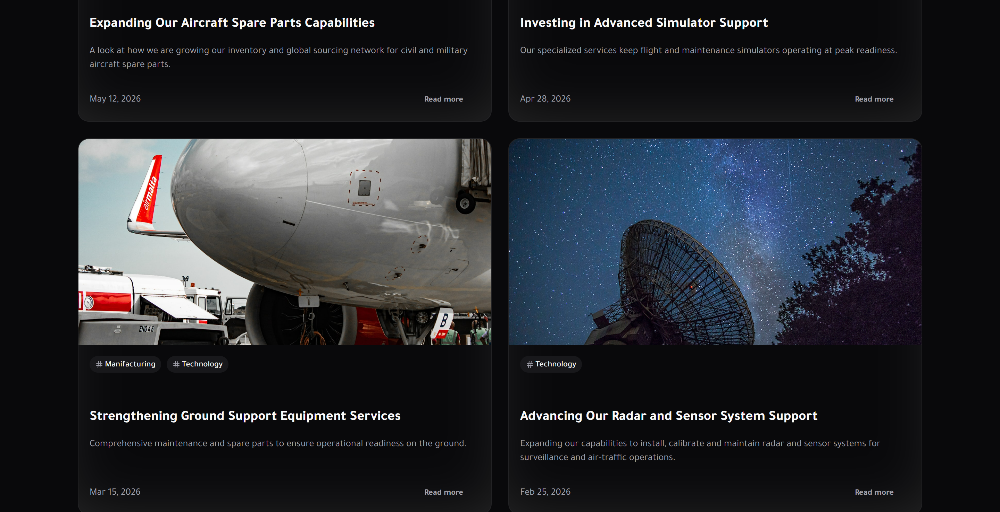 Expanding Our Aircraft Spare Parts Capabilities
A look at how we are growing our inventory and global sourcing network for civil and military
aircraft spare parts.
May 12, 2026
Read more
Investing in Advanced Simulator Support
Our specialized services keep flight and maintenance simulators operating at peak readiness.
Apr 28, 2026
Read more
airmalta
ENG 4 6
B
NO TOW
# Manifacturing
# Technology
Strengthening Ground Support Equipment Services
Comprehensive maintenance and spare parts to ensure operational readiness on the ground.
Mar 15, 2026
Read more
# Technology
Advancing Our Radar and Sensor System Support
Expanding our capabilities to install, calibrate and maintain radar and sensor systems for
surveillance and air-traffic operations.
Feb 25, 2026
Read more